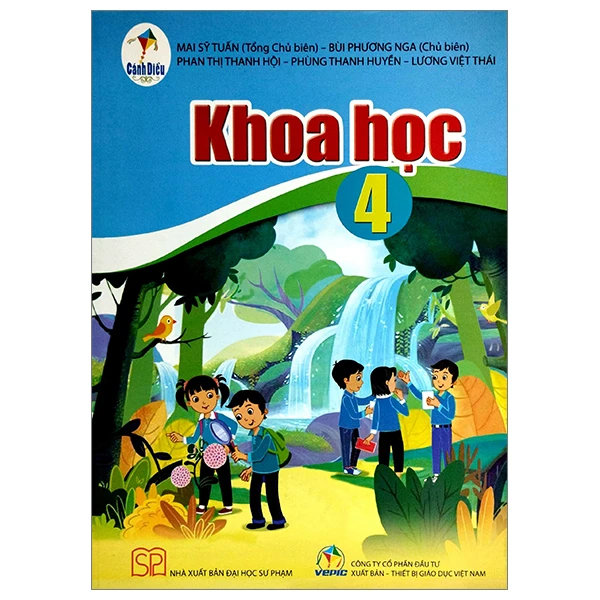 Cánh Diều
MAI SỸ TUẤN (Tổng Chủ biên) – BÙI PHƯƠNG NGA (Chủ biên)
PHAN THỊ THANH HỘI – PHÙNG THANH HUYỀN – LƯƠNG VIỆT THÁI
Khoa học
4
SP
NHÀ XUẤT BẢN ĐẠI HỌC SƯ PHẠM
VEPIC
CÔNG TY CỔ PHẦN ĐẦU TƯ
XUẤT BẢN – THIẾT BỊ GIÁO DỤC VIỆT NAM